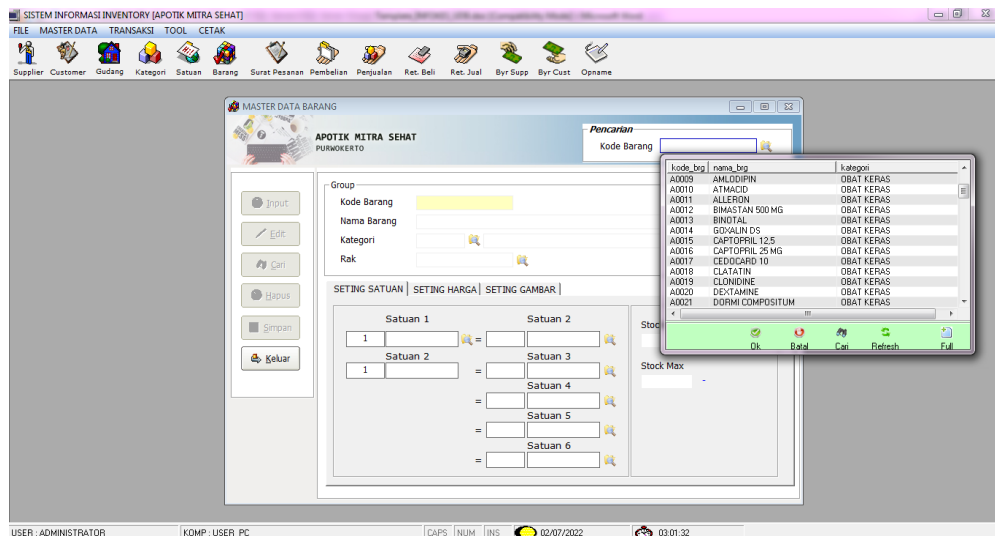 SISTEM INFORMASI INVENTORY [APOTIK MITRA SEHAT]
FILE MASTER DATA TRANSAKSI TOOL CETAK
Supplier Customer Gudang Kategori Satuan Barang Surat Pesanan Pembelian Penjualan Ret. Beli Ret. Jual Byr Supp Byr Cust Opname
MASTER DATA BARANG
APOTIK MITRA SEHAT
PURWOKERTO
Pencarian
Kode Barang
kode_brg nama_brg kategori
A0009 AMLODIPIN OBAT KERAS
A0010 ATMACID OBAT KERAS
A0011 ALLERON OBAT KERAS
A0012 BIMASTAN 500 MG OBAT KERAS
A0013 BINOTAL OBAT KERAS
A0014 GOXALIN DS OBAT KERAS
A0015 CAPTOPRIL 12,5 OBAT KERAS
A0016 CAPTOPRIL 25 MG OBAT KERAS
A0017 CEDOCARD 10 OBAT KERAS
A0018 CLATATIN OBAT KERAS
A0019 CLONIDINE OBAT KERAS
A0020 DEXTAMINE OBAT KERAS
A0021 DORMI COMPOSITUM OBAT KERAS
Ok Batal Cari Refresh Full
Input
Edit
Cari
Hapus
Simpan
Keluar
Group
Kode Barang
Nama Barang
Kategori
Rak
SETING SATUAN SETING HARGA SETING GAMBAR
Satuan 1 Satuan 2
1 =
Satuan 2 Satuan 3
1 =
Satuan 4
=
Satuan 5
=
Satuan 6
=
Stock Max
-
USER : ADMINISTRATOR KOMP : USER_PC CAPS NUM INS 02/07/2022 03:01:32